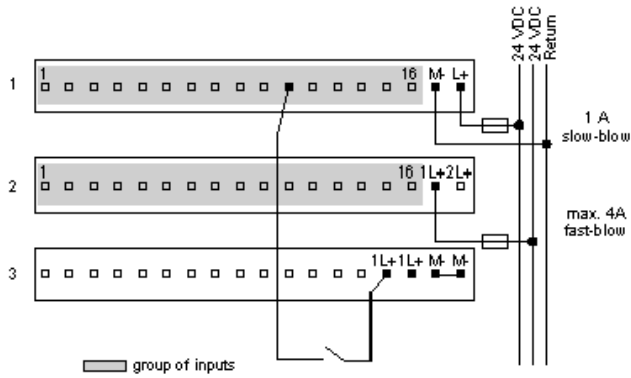 24 VDC
24 VDC
Return
1
1
16 M- L+
1 A
slow-blow
2
1
16 1L+2L+
max. 4A
fast-blow
3
1L+1L+ M- M-
group of inputs